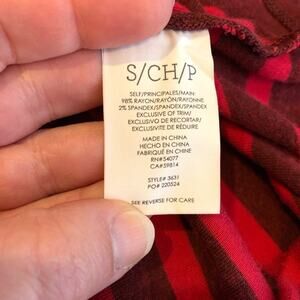 S/CH/P
SELF/PRINCIPALES/MAIN:
98% RAYON/RAYÓN/RAYONNE
2% SPANDEX/SPANDEX/SPANDEX
EXCLUSIVE OF TRIM/
EXCLUSIVO DE RECORTAR/
EXCLUSIVITE DE RÉDUIRE
MADE IN CHINA
HECHO EN CHINA
FABRIQUÉ EN CHINE
RN#54077
CA#59814
STYLE# 3631
PO# 220524
SEE REVERSE FOR CARE